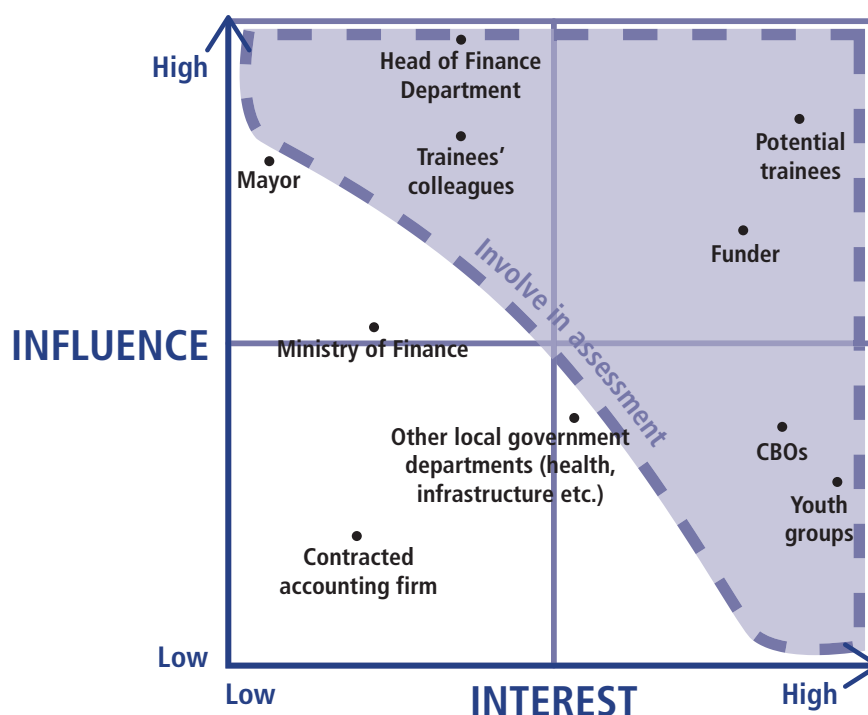 High
Head of Finance
Department
Potential
trainees
Trainees’
colleagues
Mayor
Funder
Involve in assessment
INFLUENCE
Ministry of Finance
Other local government
departments (health,
infrastructure etc.)
CBOs
Youth
groups
Contracted
accounting firm
Low
Low
INTEREST
High